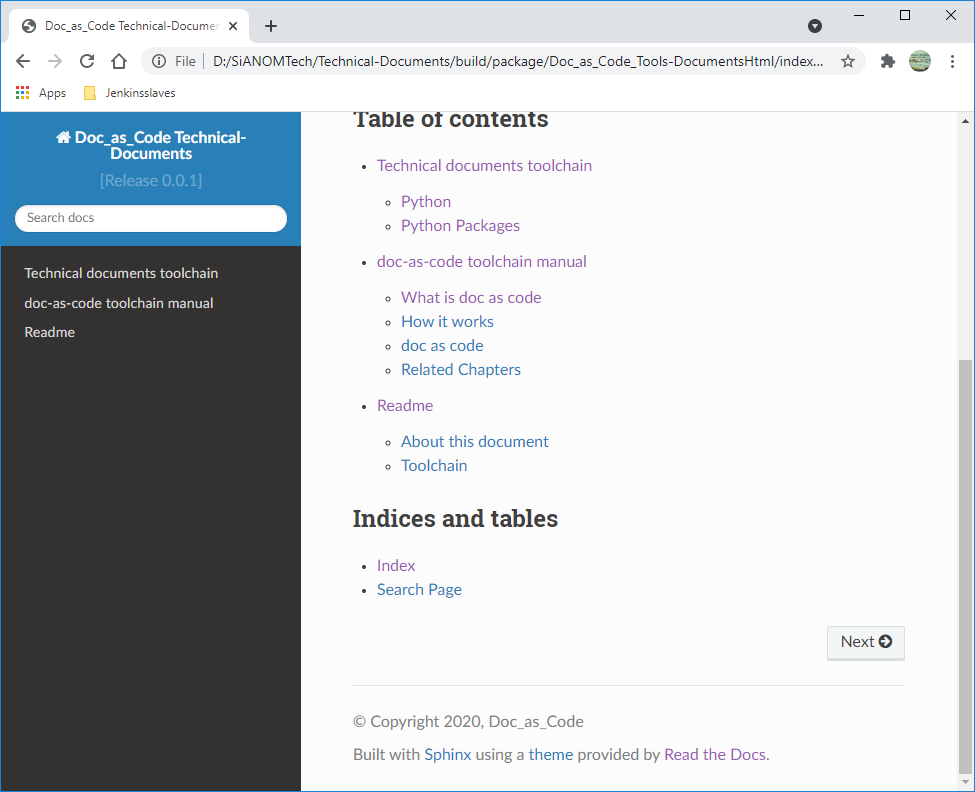 Doc_as_Code Technical-Documen
File
D:/SiANOMTech/Technical-Documents/build/package/Doc_as_Code_Tools-DocumentsHtml/index...
Apps
Jenkinsslaves
Doc_as_Code Technical-
Documents
[Release 0.0.1]
Search docs
Technical documents toolchain
doc-as-code toolchain manual
Readme
Table of contents
Technical documents toolchain
Python
Python Packages
doc-as-code toolchain manual
What is doc as code
How it works
doc as code
Related Chapters
Readme
About this document
Toolchain
Indices and tables
Index
Search Page
Next
© Copyright 2020, Doc_as_Code
Built with Sphinx using a theme provided by Read the Docs.